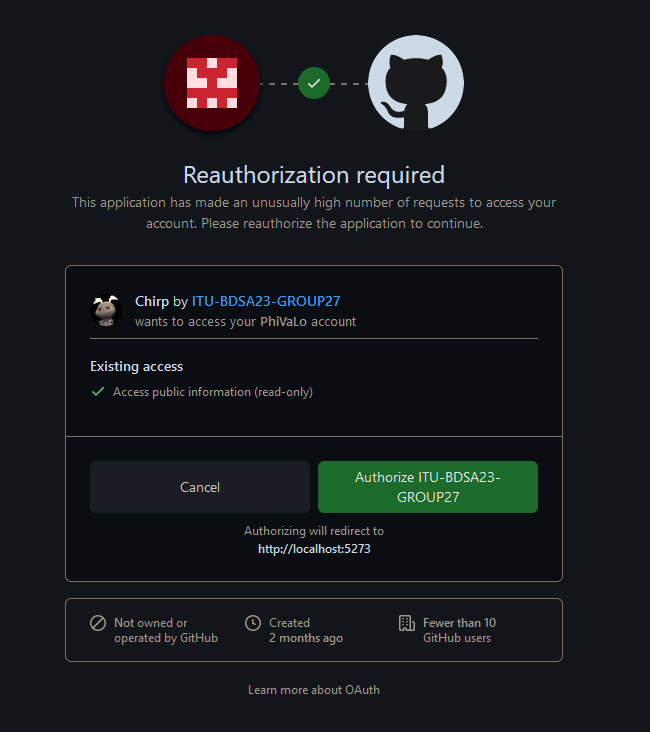 Reauthorization required
This application has made an unusually high number of requests to access your
account. Please reauthorize the application to continue.
Chirp by ITU-BDSA23-GROUP27
wants to access your PhiVaLo account
Existing access
Access public information (read-only)
Cancel
Authorize ITU-BDSA23-
GROUP27
Authorizing will redirect to
http://localhost:5273
Not owned or
operated by GitHub
Created
2 months ago
Fewer than 10
GitHub users
Learn more about OAuth